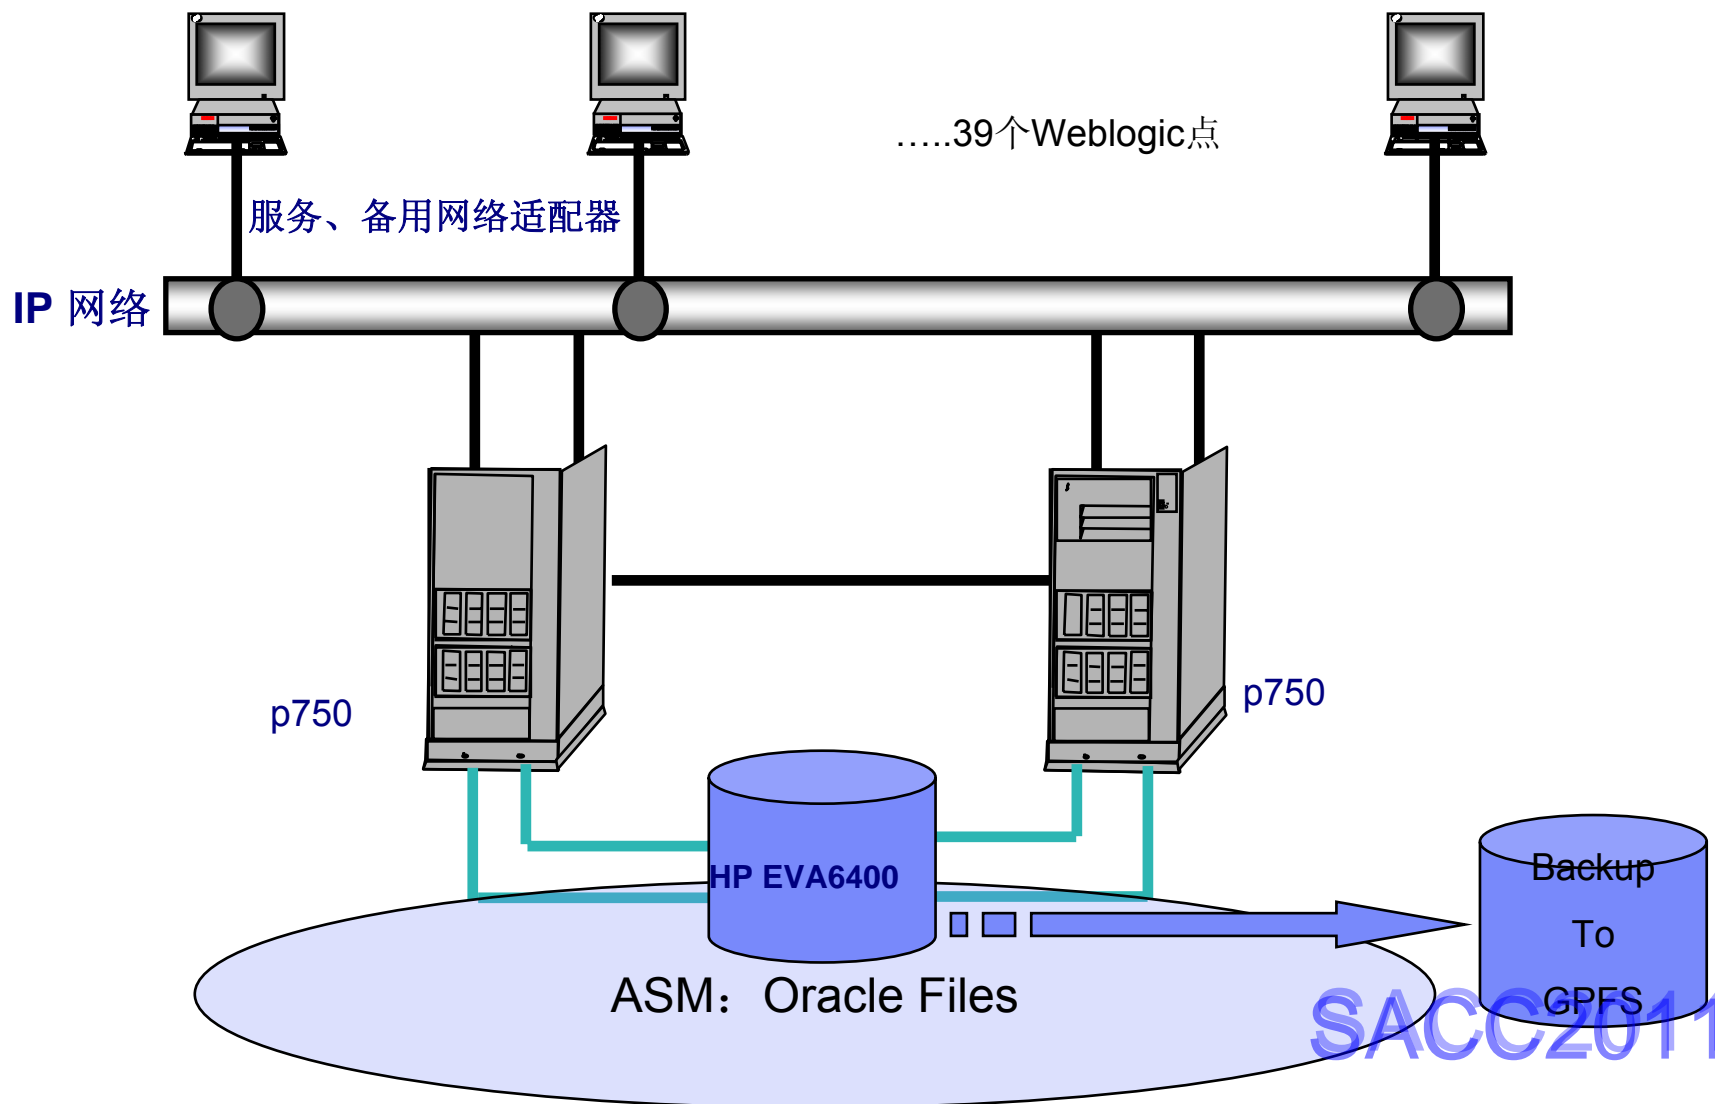 …..39个Weblogic点
服务、备用网络适配器
IP 网络
p750
p750
HP EVA6400
Backup
To
GPFS
ASM：Oracle Files
SACC2011